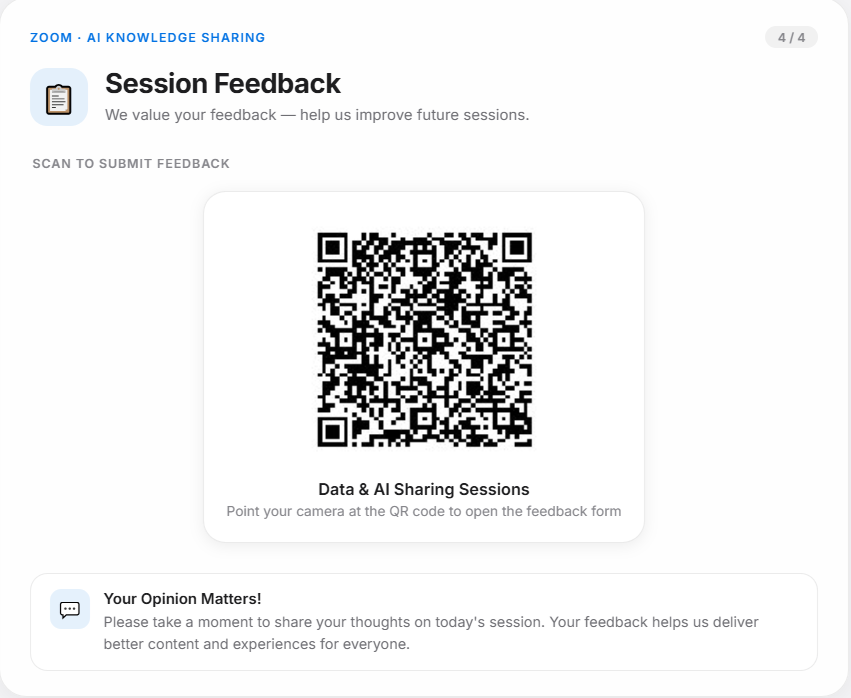 ZOOM · AI KNOWLEDGE SHARING
4 / 4
Session Feedback
We value your feedback — help us improve future sessions.
SCAN TO SUBMIT FEEDBACK
Data & AI Sharing Sessions
Point your camera at the QR code to open the feedback form
Your Opinion Matters!
Please take a moment to share your thoughts on today's session. Your feedback helps us deliver
better content and experiences for everyone.